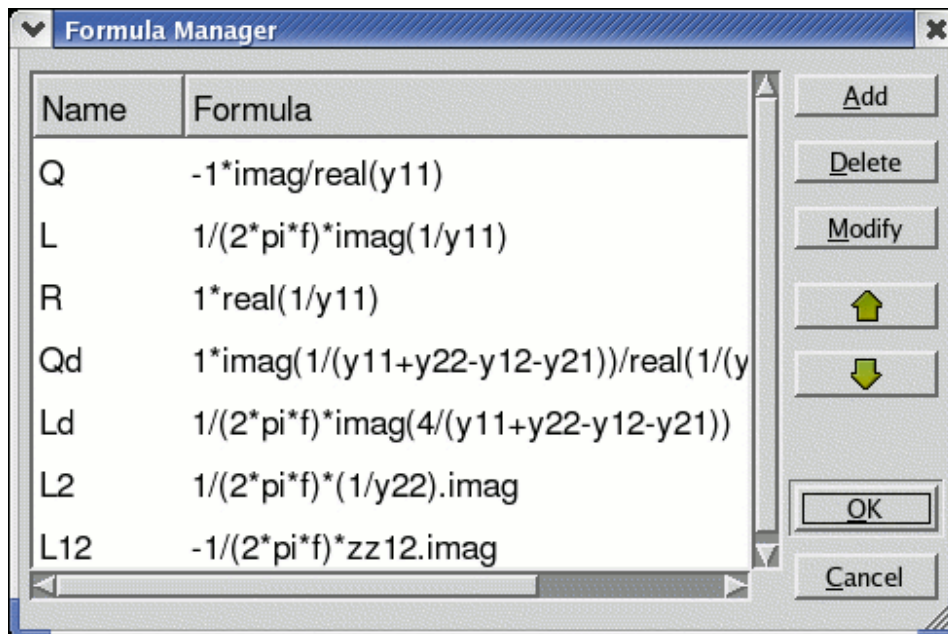 Formula Manager
Name Formula
Q -1*imag/real(y11)
L 1/(2*pi*f)*imag(1/y11)
R 1*real(1/y11)
Qd 1*imag(1/(y11+y22-y12-y21))/real(1/(y
Ld 1/(2*pi*f)*imag(4/(y11+y22-y12-y21))
L2 1/(2*pi*f)*(1/y22).imag
L12 -1/(2*pi*f)*zz12.imag
Add
Delete
Modify
OK
Cancel